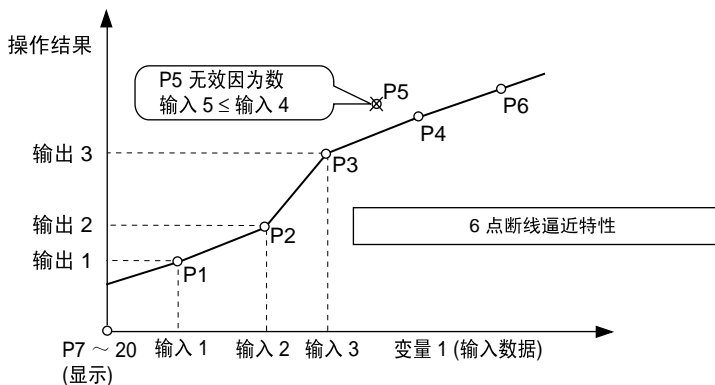 操作结果
P5 无效因为数
输入 5 ≤ 输入 4
P5
P6
P4
输出 3
P3
输出 2
P2
6 点断线逼近特性
输出 1
P1
P7 ～ 20
(显示)
输入 1
输入 2
输入 3
变量 1 (输入数据)